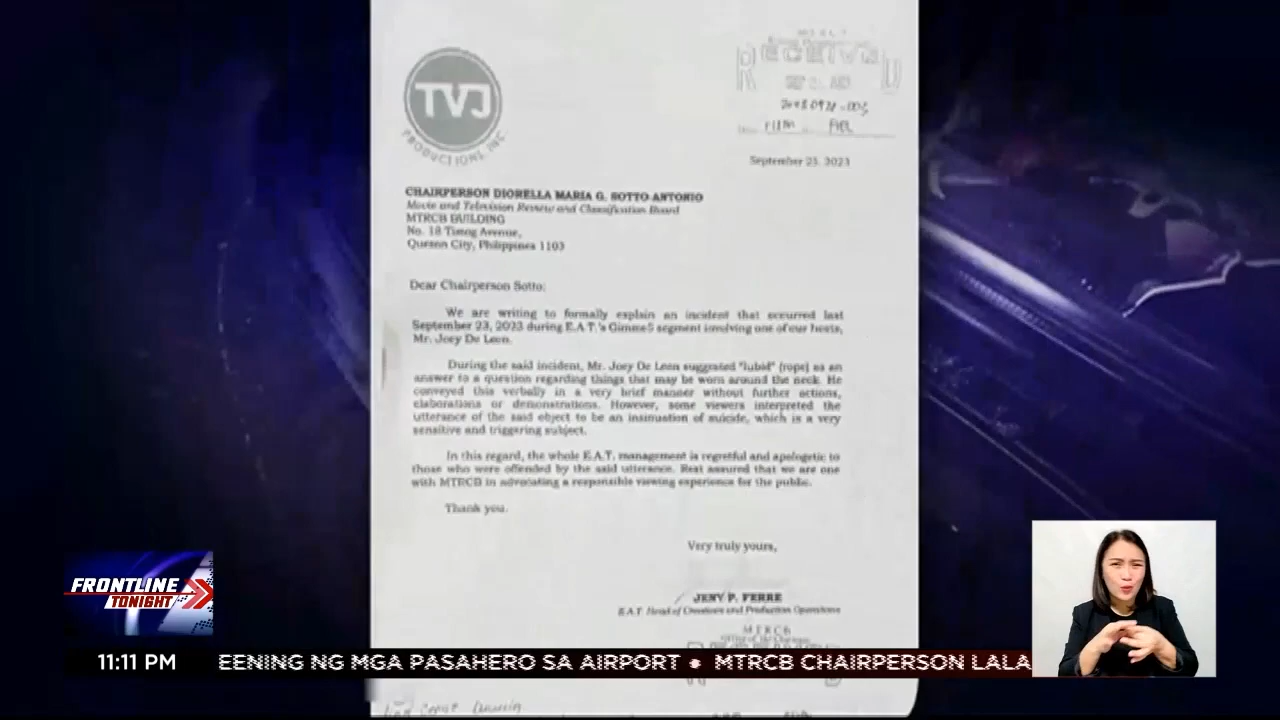 TVJ
PRODUCTIONS, INC.
RECEIVED
September 25, 2023
CHAIRPERSON DIORELLA MARIA G. SOTTO-ANTONIO
Movie and Television Review and Classification Board
MTRCB BUILDING
No. 18 Timog Avenue,
Quezon City, Philippines 1103
Dear Chairperson Sotto:
We are writing to formally explain an incident that occurred last
September 23, 2023 during E.A.T.'s Gimme5 segment involving one of our hosts,
Mr. Joey De Leon.
During the said incident, Mr. Joey De Leon suggested "lubid" (rope) as an
answer to a question regarding things that may be worn around the neck. He
conveyed this verbally in a very brief manner without further actions,
elaborations or demonstrations. However, some viewers interpreted the
utterance of the said object to be an insinuation of suicide, which is a very
sensitive and triggering subject.
In this regard, the whole E.A.T. management is regretful and apologetic to
those who were offended by the said utterance. Rest assured that we are one
with MTRCB in advocating a responsible viewing experience for the public.
Thank you.
Very truly yours,
JENY P. FERRE
E.A.T. Head of Creatives and Production Operations
MTRCB
FRONTLINE
TONIGHT
11:11 PM EENING NG MGA PASAHERO SA AIRPORT • MTRCB CHAIRPERSON LALA